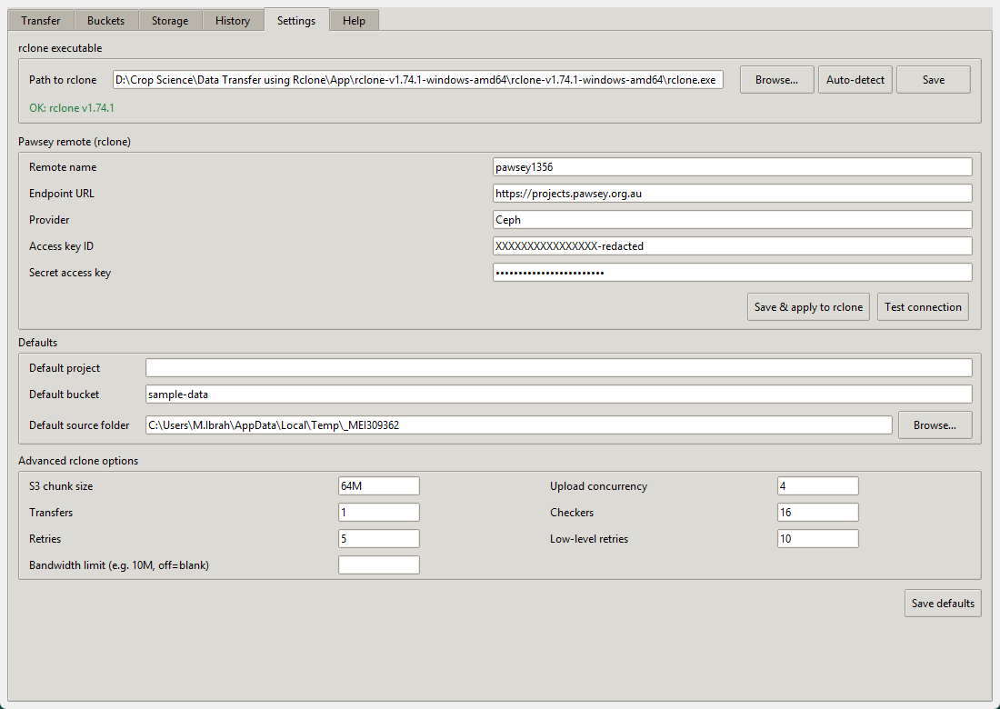 Transfer Buckets Storage History Settings Help
rclone executable
Path to rclone D:\Crop Science\Data Transfer using Rclone\App\rclone-v1.74.1-windows-amd64\rclone-v1.74.1-windows-amd64\rclone.exe Browse... Auto-detect Save
OK: rclone v1.74.1
Pawsey remote (rclone)
Remote name pawsey1356
Endpoint URL https://projects.pawsey.org.au
Provider Ceph
Access key ID XXXXXXXXXXXXXXXX-redacted
Secret access key ••••••••••••••••••••••••
Save & apply to rclone Test connection
Defaults
Default project
Default bucket sample-data
Default source folder C:\Users\M.Ibrah\AppData\Local\Temp\_MEI309362 Browse...
Advanced rclone options
S3 chunk size 64M Upload concurrency 4
Transfers 1 Checkers 16
Retries 5 Low-level retries 10
Bandwidth limit (e.g. 10M, off=blank)
Save defaults